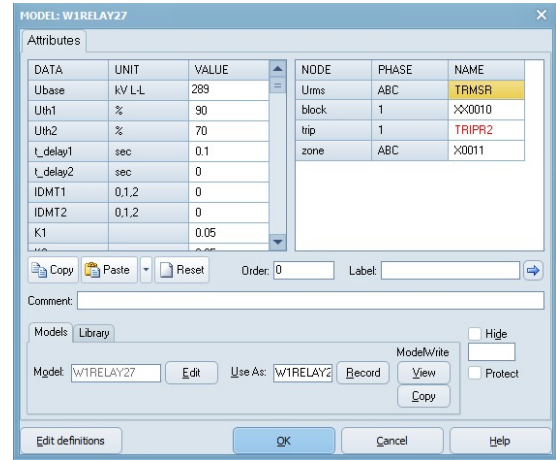 MODEL: W1RELAY27
Attributes
DATA UNIT VALUE
Ubase kV L-L 289
Uth1 % 90
Uth2 % 70
t_delay1 sec 0.1
t_delay2 sec 0
IDMT1 0,1,2 0
IDMT2 0,1,2 0
K1 0.05
NODE PHASE NAME
Urms ABC TRMSR
block 1 XX0010
trip 1 TRIPR2
zone ABC X0011
Copy Paste Reset Order: 0 Label:
Comment:
Models Library
Hide
ModelWrite
Model: W1RELAY27 Edit Use As: W1RELAY2 Record View Protect
Copy
Edit definitions OK Cancel Help